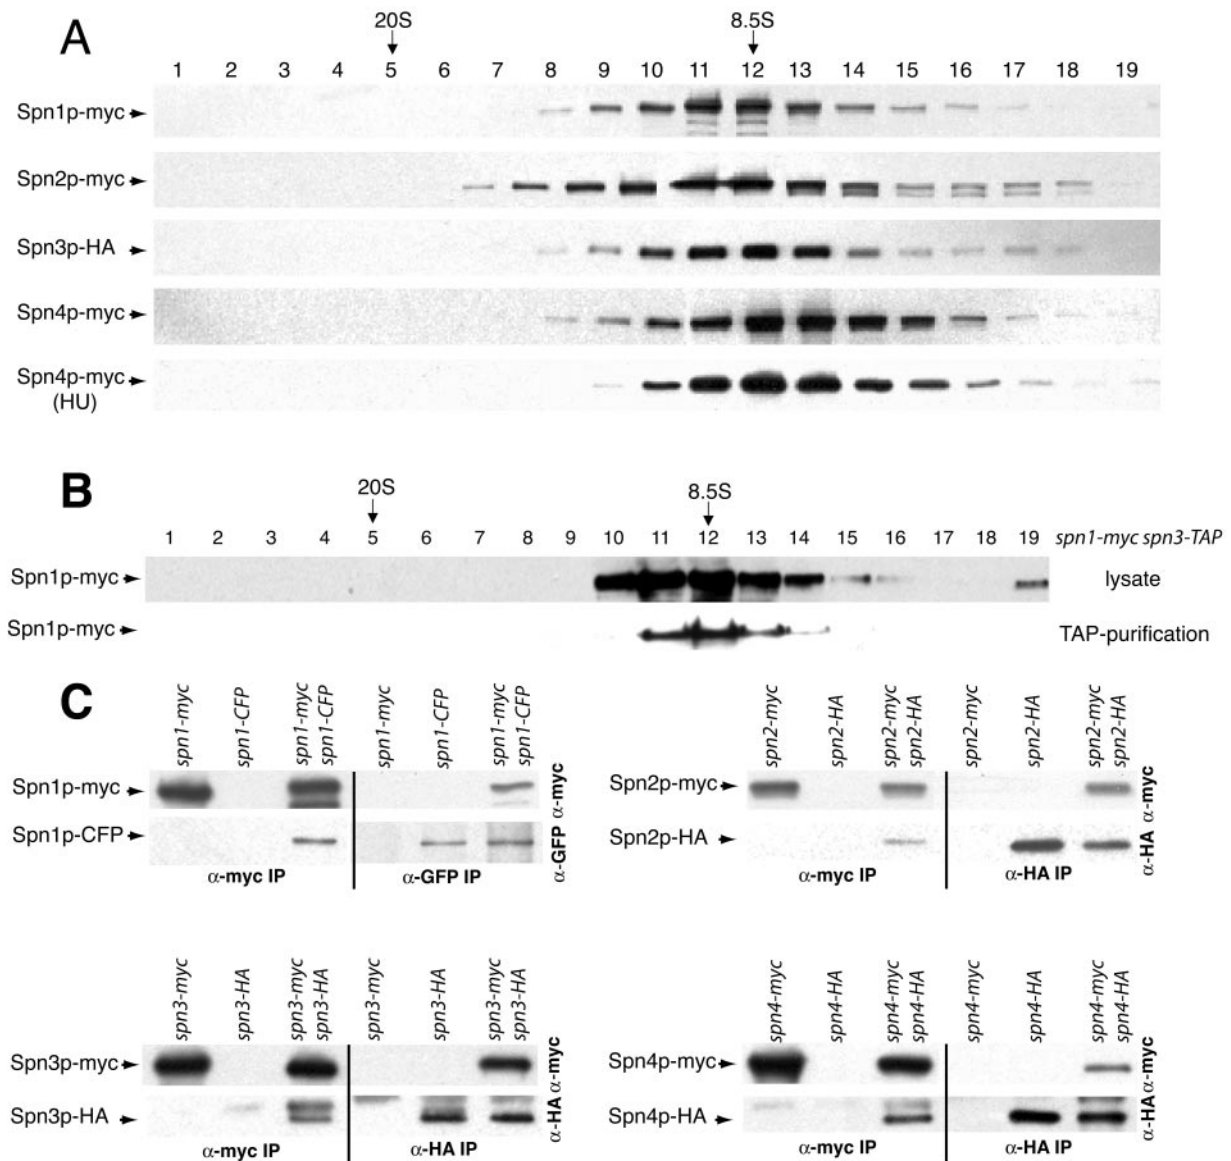 A
20S 8.5S
1 2 3 4 5 6 7 8 9 10 11 12 13 14 15 16 17 18 19
Spn1p-myc
Spn2p-myc
Spn3p-HA
Spn4p-myc
Spn4p-myc
(HU)
B
20S 8.5S
1 2 3 4 5 6 7 8 9 10 11 12 13 14 15 16 17 18 19 spn1-myc spn3-TAP
Spn1p-myc lysate
Spn1p-myc TAP-purification
C
spn1-myc
spn1-CFP
spn1-myc
spn1-CFP
spn1-myc
spn1-CFP
spn1-myc
spn1-CFP
Spn1p-myc
α-myc
Spn1p-CFP
α-GFP
α-myc IP α-GFP IP
spn2-myc
spn2-HA
spn2-myc
spn2-HA
spn2-myc
spn2-HA
spn2-myc
spn2-HA
Spn2p-myc
α-myc
Spn2p-HA
α-HA
α-myc IP α-HA IP
spn3-myc
spn3-HA
spn3-myc
spn3-HA
spn3-myc
spn3-HA
spn3-myc
spn3-HA
Spn3p-myc
α-myc
Spn3p-HA
α-HA
α-myc IP α-HA IP
spn4-myc
spn4-HA
spn4-myc
spn4-HA
spn4-myc
spn4-HA
spn4-myc
spn4-HA
Spn4p-myc
α-myc
Spn4p-HA
α-HA
α-myc IP α-HA IP